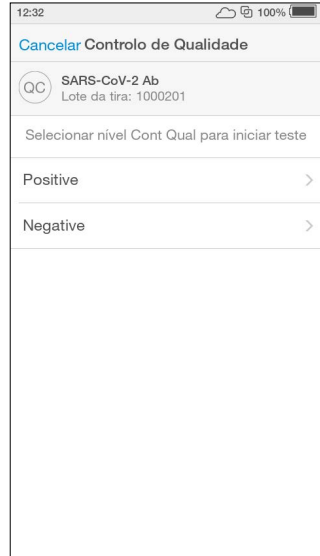 12:32 100%
Cancelar Controlo de Qualidade
QC SARS-CoV-2 Ab
Lote da tira: 1000201
Selecionar nível Cont Qual para iniciar teste
Positive
Negative